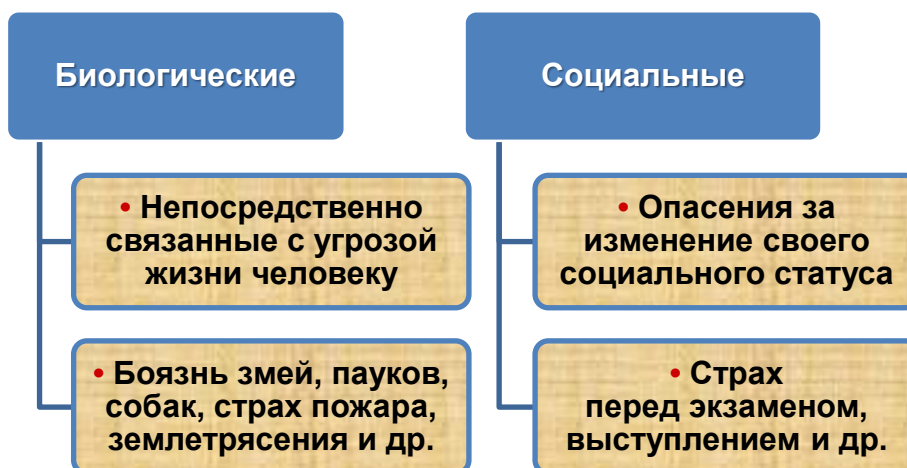 Биологические
• Непосредственно
связанные с угрозой
жизни человеку
• Боязнь змей, пауков,
собак, страх пожара,
землетрясения и др.
Социальные
• Опасения за
изменение своего
социального статуса
• Страх
перед экзаменом,
выступлением и др.